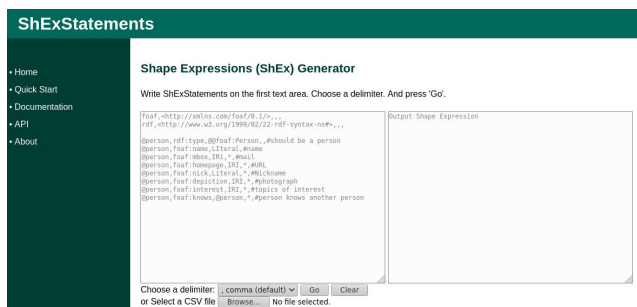 ShExStatements
• Home
• Quick Start
• Documentation
• API
• About
Shape Expressions (ShEx) Generator
Write ShExStatements on the first text area. Choose a delimiter. And press 'Go'.
foaf,<http://xmlns.com/foaf/0.1/>,,,
rdf,<http://www.w3.org/1999/02/22-rdf-syntax-ns#>,,,
@person,rdf:type,@@foaf:Person,,#should be a person
@person,foaf:name,LIteral,#name
@person,foaf:mbox,IRi,*,#mail
@person,foaf:homepage,IRI,*,#URL
@person,foaf:nick,Literal,*,#Nickname
@person,foaf:depiction,IRI,*,#photograph
@person,foaf:interest,IRI,*,#topics of interest
@person,foaf:knows,@person,*,#person knows another person
Output Shape Expression
Choose a delimiter: , comma (default) Go Clear
or Select a CSV file Browse... No file selected.